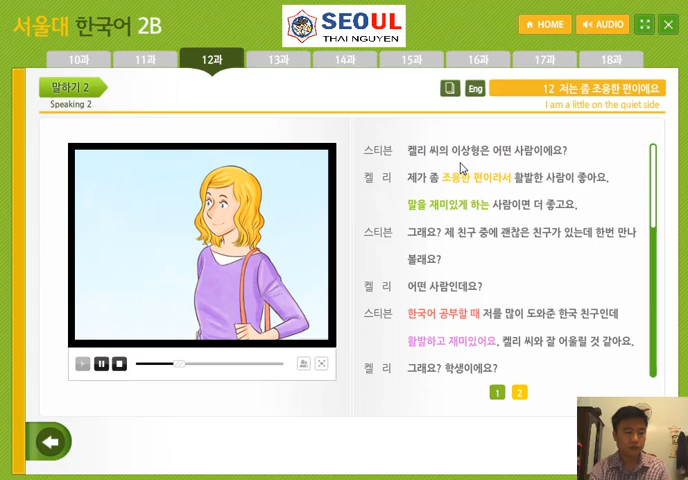 서울대 한국어 2B
SEOUL
THAI NGUYEN
HOME
AUDIO
10과 11과 12과 13과 14과 15과 16과 17과 18과
말하기 2
Speaking 2
Eng
12 저는 좀 조용한 편이에요
I am a little on the quiet side
스티븐 켈리 씨의 이상형은 어떤 사람이에요?
켈 리 제가 좀 조용한 편이라서 활발한 사람이 좋아요.
말을 재미있게 하는 사람이면 더 좋고요.
스티븐 그래요? 제 친구 중에 괜찮은 친구가 있는데 한번 만나
볼래요?
켈 리 어떤 사람인데요?
스티븐 한국어 공부할 때 저를 많이 도와준 한국 친구인데
활발하고 재미있어요. 켈리 씨와 잘 어울릴 것 같아요.
켈 리 그래요? 학생이에요?
1 2